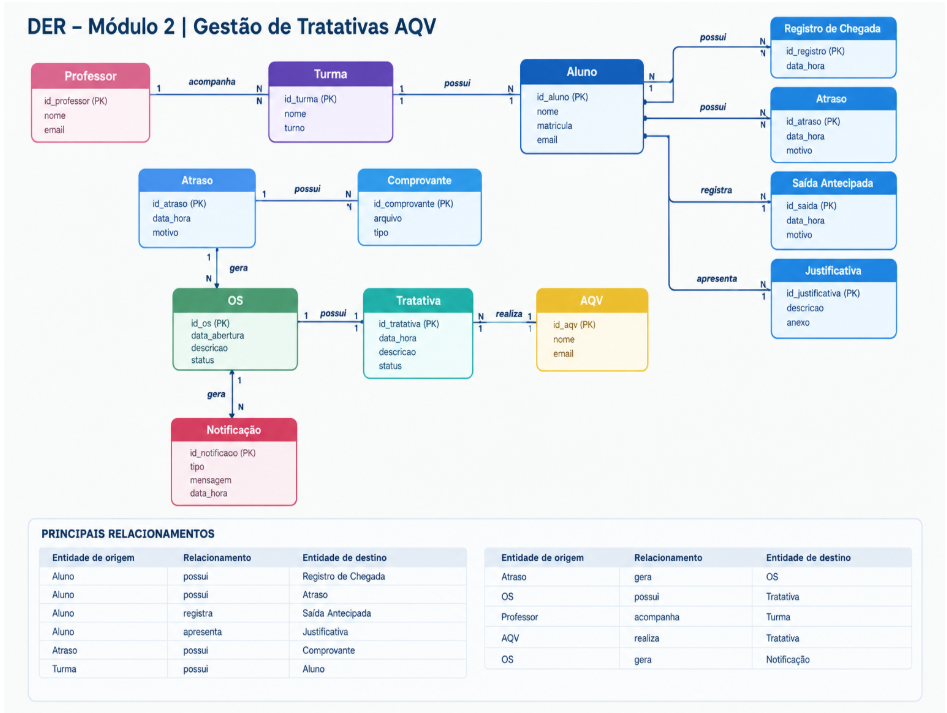 DER – Módulo 2 | Gestão de Tratativas AQV
Professor
id_professor (PK)
nome
email
1
acompanha
N
N
Turma
id_turma (PK)
nome
turno
1
1
possui
N
1
Aluno
id_aluno (PK)
nome
matricula
email
N
1
possui
N
N
Registro de Chegada
id_registro (PK)
data_hora
possui
N
N
Atraso
id_atraso (PK)
data_hora
motivo
registra
N
1
Saída Antecipada
id_saida (PK)
data_hora
motivo
apresenta
N
1
Justificativa
id_justificativa (PK)
descricao
anexo
Atraso
id_atraso (PK)
data_hora
motivo
1
possui
N
N
Comprovante
id_comprovante (PK)
arquivo
tipo
1
gera
N
OS
id_os (PK)
data_abertura
descricao
status
1
possui
1
1
Tratativa
id_tratativa (PK)
data_hora
descricao
status
N
1
realiza
1
1
AQV
id_aqv (PK)
nome
email
1
gera
N
Notificação
id_notificaco (PK)
tipo
mensagem
data_hora
PRINCIPAIS RELACIONAMENTOS
Entidade de origem Relacionamento Entidade de destino
Aluno possui Registro de Chegada
Aluno possui Atraso
Aluno registra Saída Antecipada
Aluno apresenta Justificativa
Atraso possui Comprovante
Turma possui Aluno
Entidade de origem Relacionamento Entidade de destino
Atraso gera OS
OS possui Tratativa
Professor acompanha Turma
AQV realiza Tratativa
OS gera Notificação